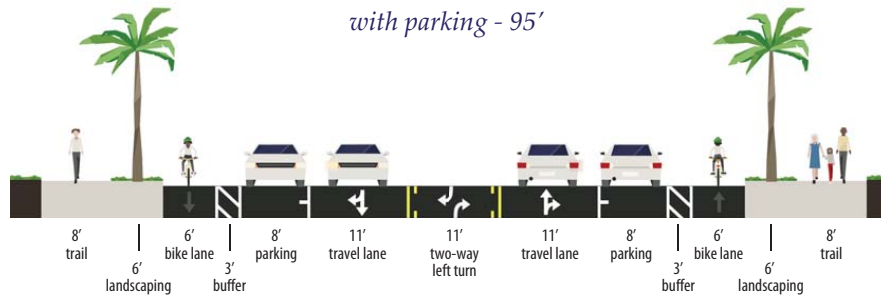 with parking - 95’
8’
trail
6’
landscaping
6’
bike lane
3’
buffer
8’
parking
11’
travel lane
11’
two-way
left turn
11’
travel lane
8’
parking
3’
buffer
6’
bike lane
6’
landscaping
8’
trail